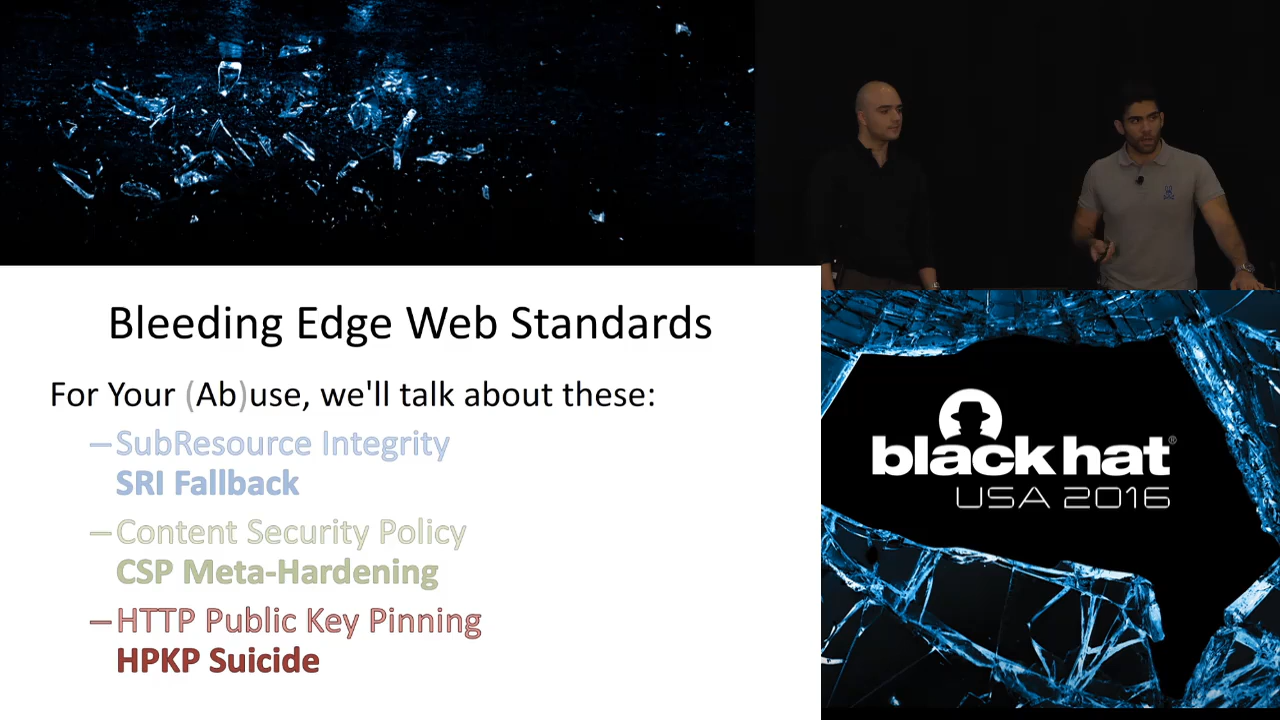 Bleeding Edge Web Standards
For Your (Ab)use, we'll talk about these:
–SubResource Integrity
SRI Fallback
–Content Security Policy
CSP Meta-Hardening
–HTTP Public Key Pinning
HPKP Suicide
black hat®
USA 2016